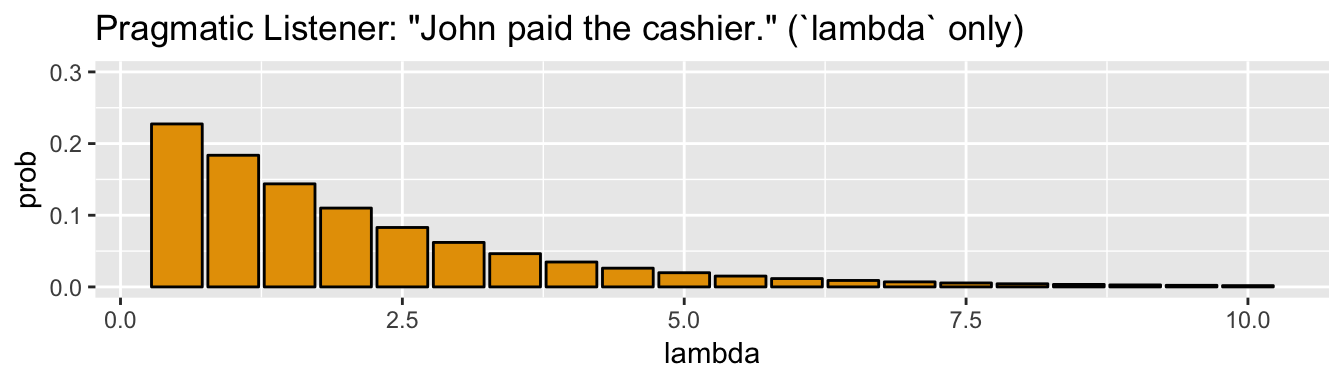 Pragmatic Listener: "John paid the cashier." (`lambda` only)
0.3
0.2
0.1
0.0
prob
0.0 2.5 5.0 7.5 10.0
lambda